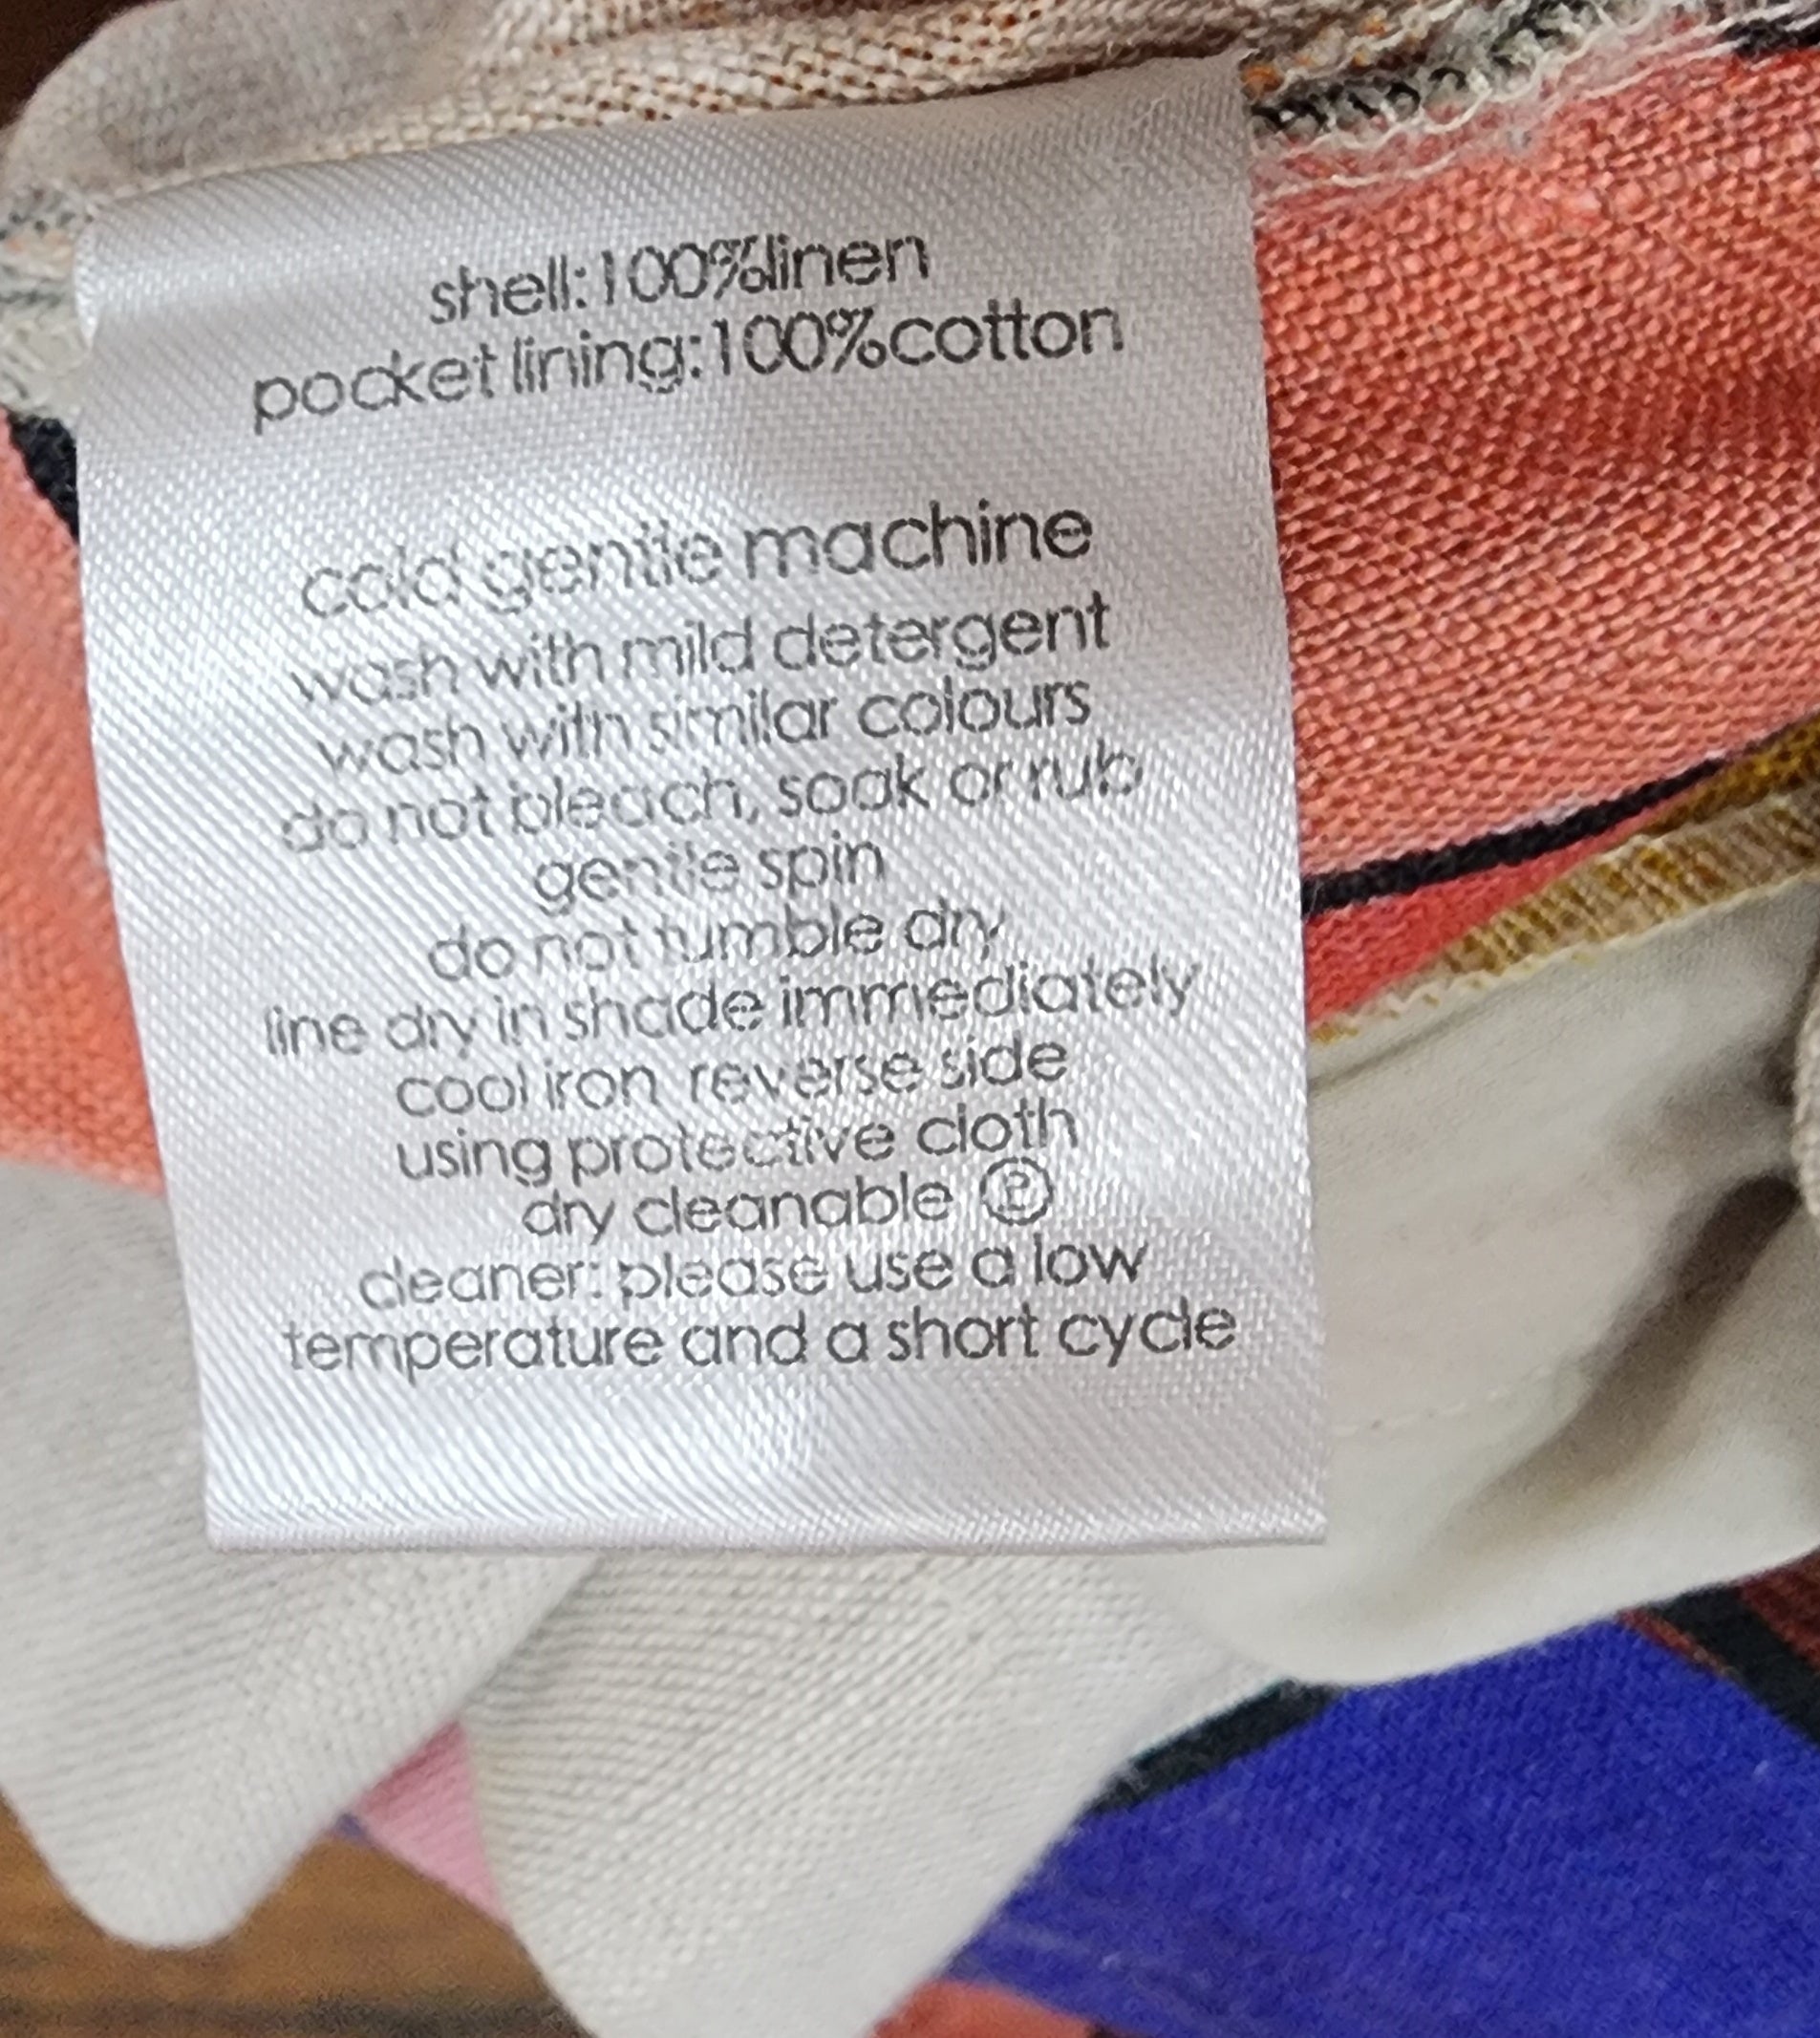 shell:100%linen
pocket lining:100%cotton
cold gentle machine
wash with mild detergent
wash with similar colours
do not bleach, soak or rub
gentle spin
do not tumble dry
line dry in shade immediately
cool iron reverse side
using protective cloth
dry cleanable Ⓟ
cleaner: please use a low
temperature and a short cycle